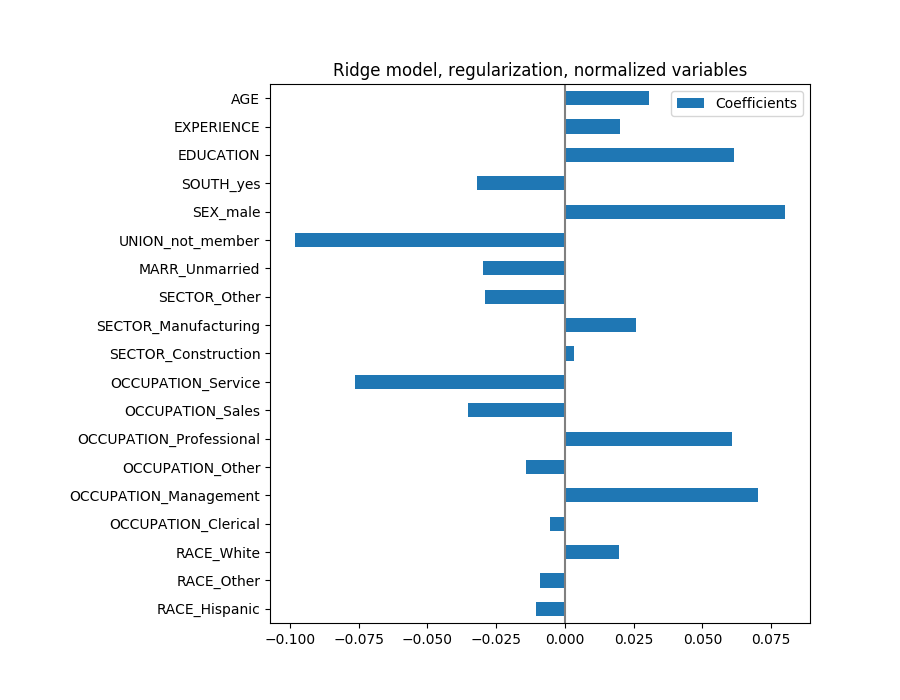 Ridge model, regularization, normalized variables
Coefficients
AGE
EXPERIENCE
EDUCATION
SOUTH_yes
SEX_male
UNION_not_member
MARR_Unmarried
SECTOR_Other
SECTOR_Manufacturing
SECTOR_Construction
OCCUPATION_Service
OCCUPATION_Sales
OCCUPATION_Professional
OCCUPATION_Other
OCCUPATION_Management
OCCUPATION_Clerical
RACE_White
RACE_Other
RACE_Hispanic
−0.100 −0.075 −0.050 −0.025 0.000 0.025 0.050 0.075